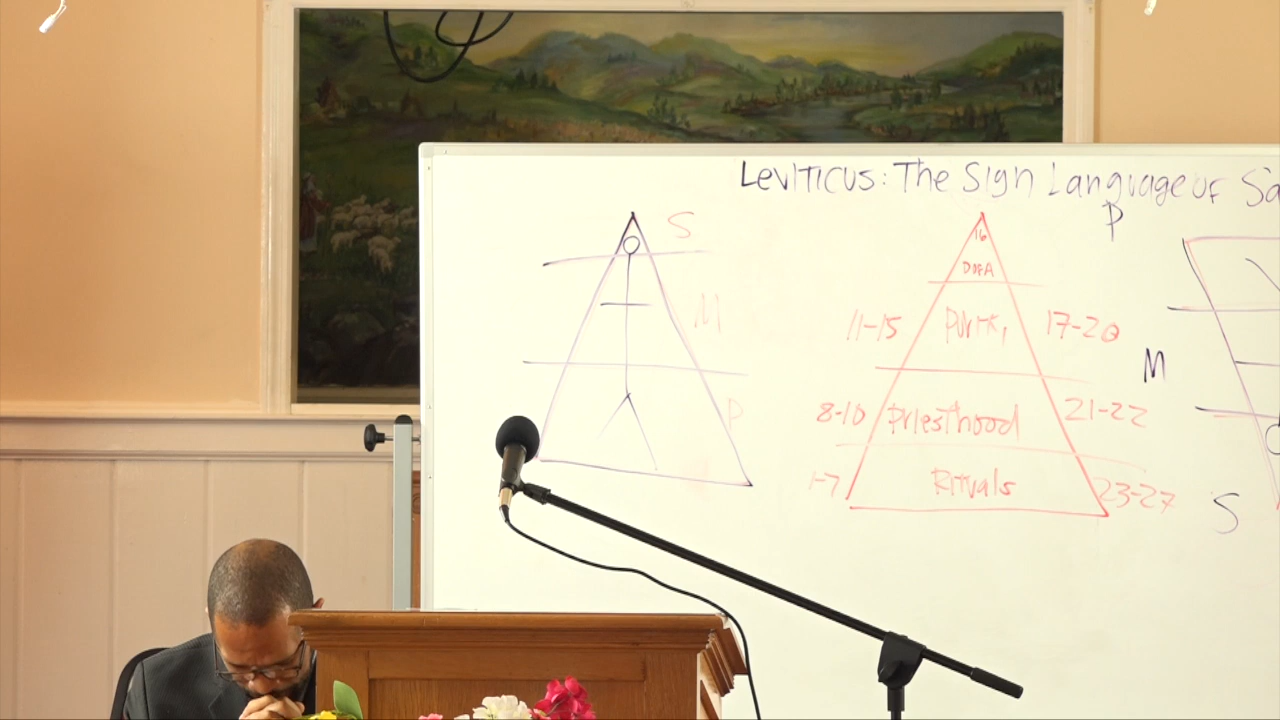 Leviticus: The Sign Language of Sa
P
S
16
DofA
M
11-15 Purif, 17-20
M
P
8-10 Priesthood 21-22
1-7 Rituals 23-27
S